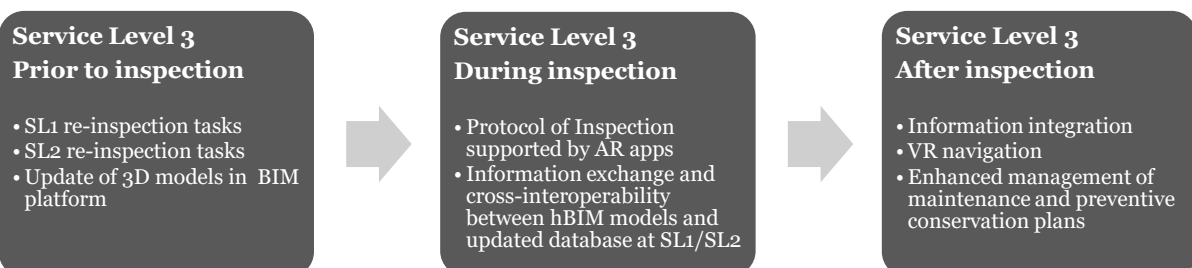 Service Level 3
Prior to inspection
• SL1 re-inspection tasks
• SL2 re-inspection tasks
• Update of 3D models in BIM
platform
Service Level 3
During inspection
• Protocol of Inspection
supported by AR apps
• Information exchange and
cross-interoperability
between hBIM models and
updated database at SL1/SL2
Service Level 3
After inspection
• Information integration
• VR navigation
• Enhanced management of
maintenance and preventive
conservation plans